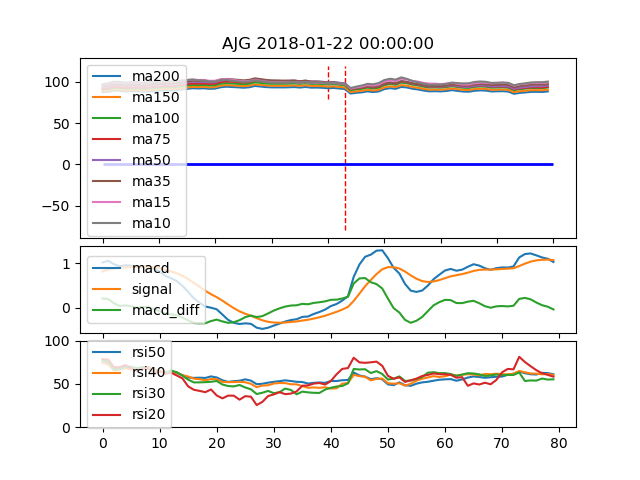 AJG 2018-01-22 00:00:00
100
50
0
−50
ma200
ma150
ma100
ma75
ma50
ma35
ma15
ma10
1
0
macd
signal
macd_diff
100
50
0
rsi50
rsi40
rsi30
rsi20
0 10 20 30 40 50 60 70 80